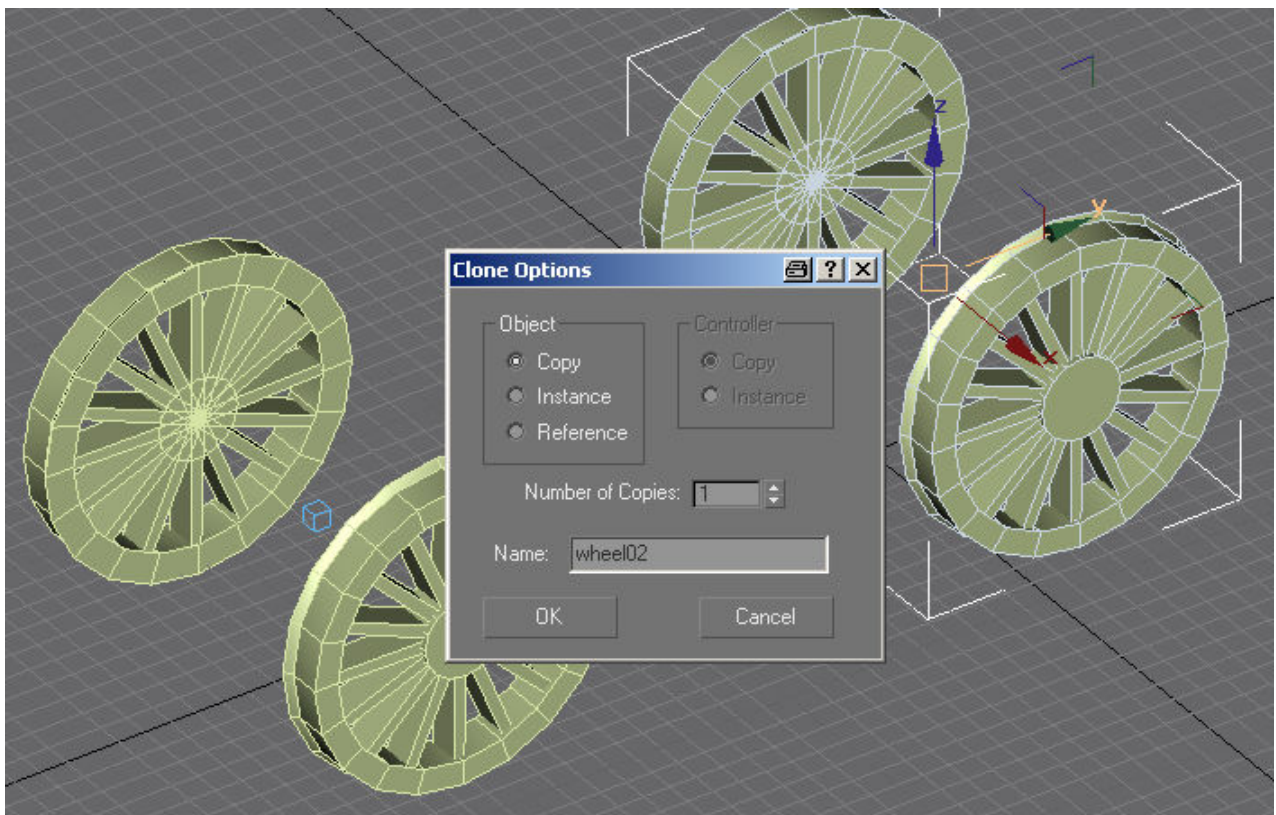 z
y
x
Clone Options
Object
Controller
Copy
Copy
Instance
Instance
Reference
Number of Copies: 1
Name: wheel02
OK
Cancel